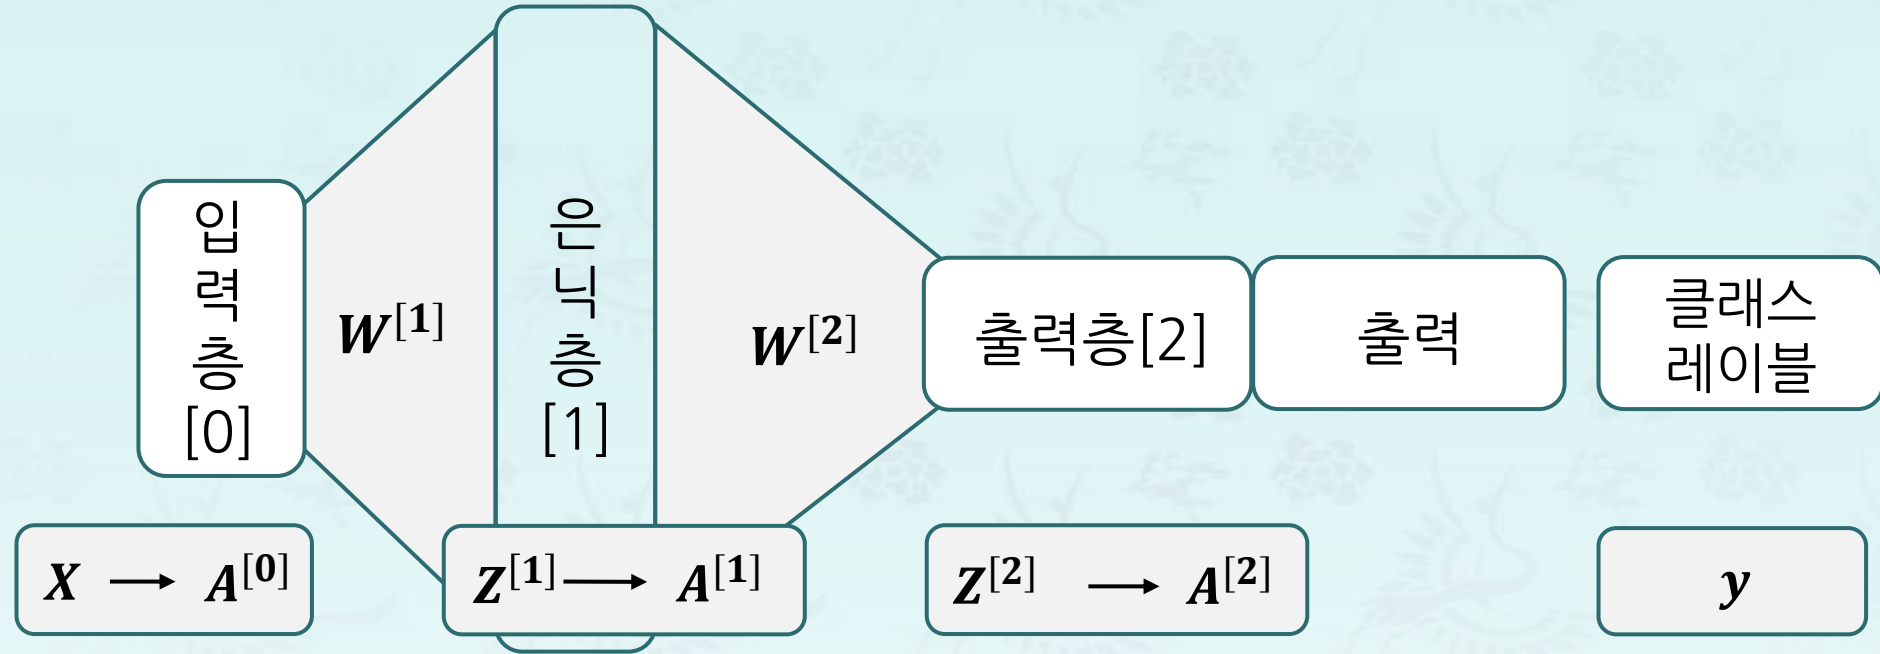 입
력
층
[0]
W^[1]
은
닉
층
[1]
W^[2]
출력층[2]
출력
클래스
레이블
X → A^[0]
Z^[1] → A^[1]
Z^[2] → A^[2]
y